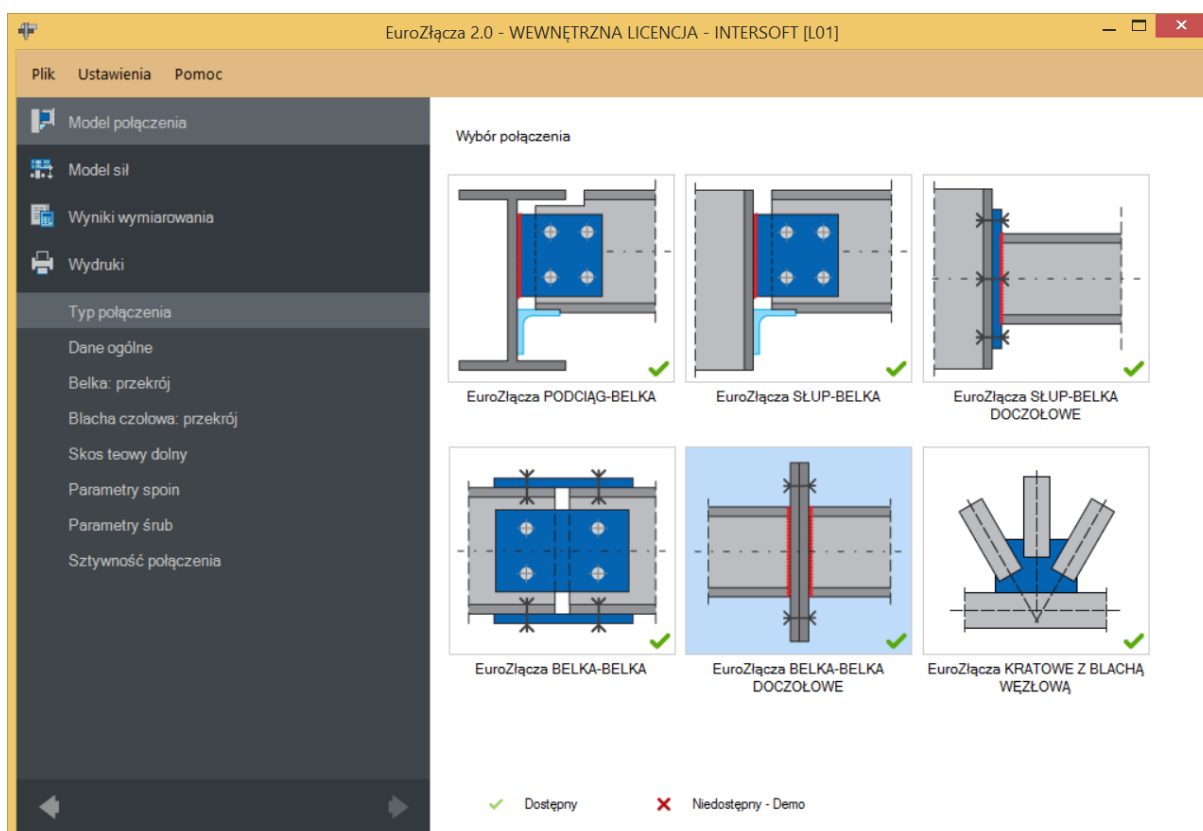 EuroZłącza 2.0 - WEWNĘTRZNA LICENCJA - INTERSOFT [L01]
Plik Ustawienia Pomoc
Model połączenia
Model sił
Wyniki wymiarowania
Wydruki
Typ połączenia
Dane ogólne
Belka: przekrój
Blacha czołowa: przekrój
Skos teowy dolny
Parametry spoin
Parametry śrub
Sztywność połączenia
Wybór połączenia
EuroZłącza PODCIĄG-BELKA
EuroZłącza SŁUP-BELKA
EuroZłącza SŁUP-BELKA
DOCZOŁOWE
EuroZłącza BELKA-BELKA
EuroZłącza BELKA-BELKA
DOCZOŁOWE
EuroZłącza KRATOWE Z BLACHĄ
WĘZŁOWĄ
Dostępny
Niedostępny - Demo